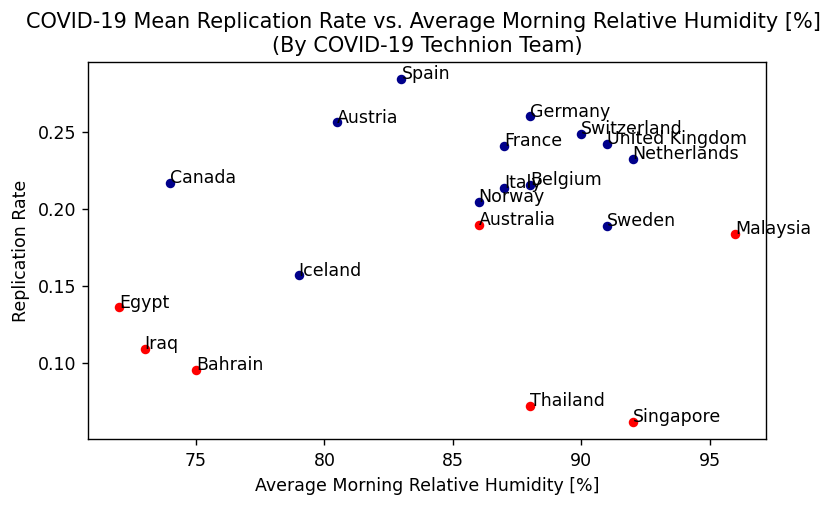 COVID-19 Mean Replication Rate vs. Average Morning Relative Humidity [%]
(By COVID-19 Technion Team)
Spain
Germany
Austria
Switzerland
United Kingdom
France
Netherlands
Canada
Italy
Belgium
Norway
Australia
Sweden
Malaysia
Iceland
Egypt
Iraq
Bahrain
Thailand
Singapore
0.25
0.20
0.15
0.10
Replication Rate
75
80
85
90
95
Average Morning Relative Humidity [%]